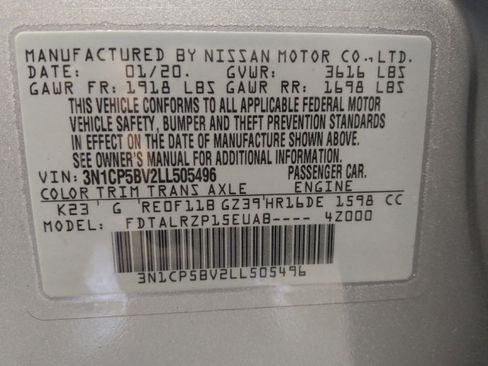 MANUFACTURED BY NISSAN MOTOR CO.,LTD.
DATE: 01/20. GVWR: 3616 LBS
GAWR FR: 1918 LBS GAWR RR: 1698 LBS
THIS VEHICLE CONFORMS TO ALL APPLICABLE FEDERAL MOTOR
VEHICLE SAFETY, BUMPER AND THEFT PREVENTION STANDARDS
IN EFFECT ON THE DATE OF MANUFACTURE SHOWN ABOVE.
SEE OWNER'S MANUAL FOR ADDITIONAL INFORMATION
VIN: 3N1CP5BV2LL505496 PASSENGER CAR.
COLOR TRIM TRANS AXLE ENGINE
K23 G RE0F11B GZ39 HR16DE 1598 CC
MODEL: FDTALRZP15EUA8---- 4Z000
3N1CP5BV2LL505496